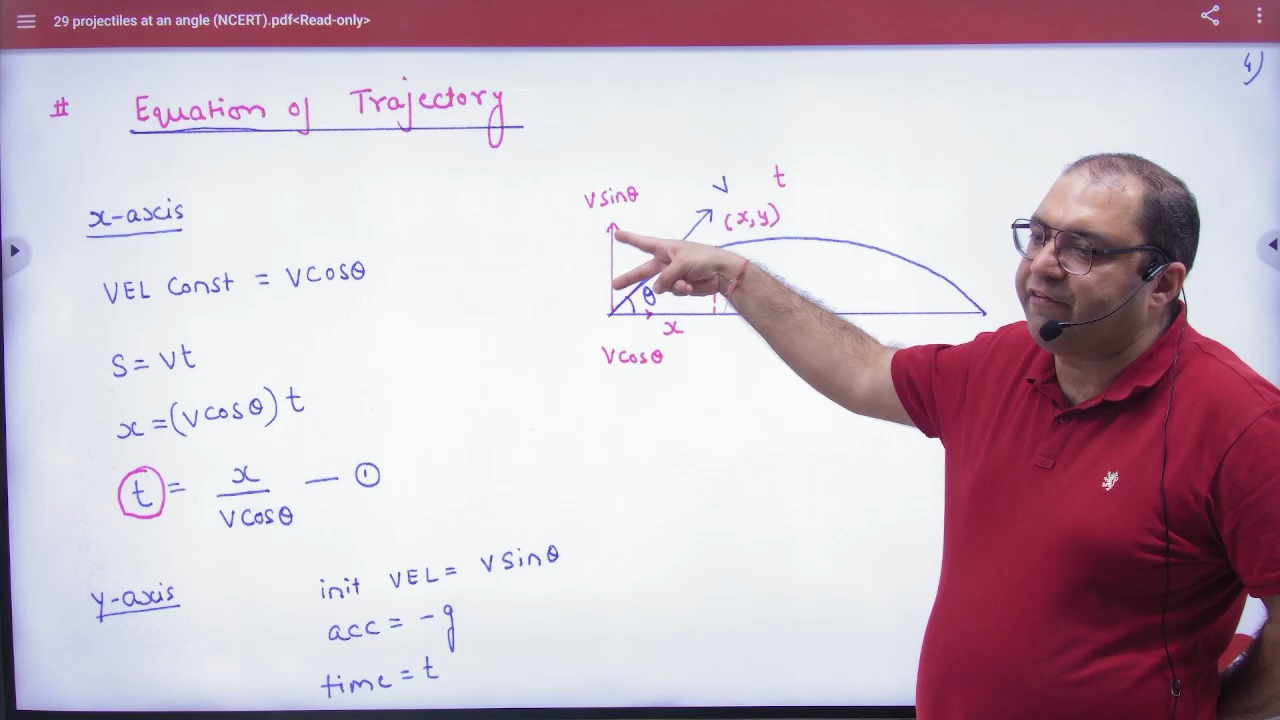 29 projectiles at an angle (NCERT).pdf<Read-only>
4)
# Equation of Trajectory
x-axis
VEL Const = VCosθ
S = vt
x = (vcosθ) t
t = x / VCosθ — ①
y-axis
init VEL = VSinθ
acc = -g
time = t
Vsinθ
V
t
(x,y)
θ
x
VCosθ